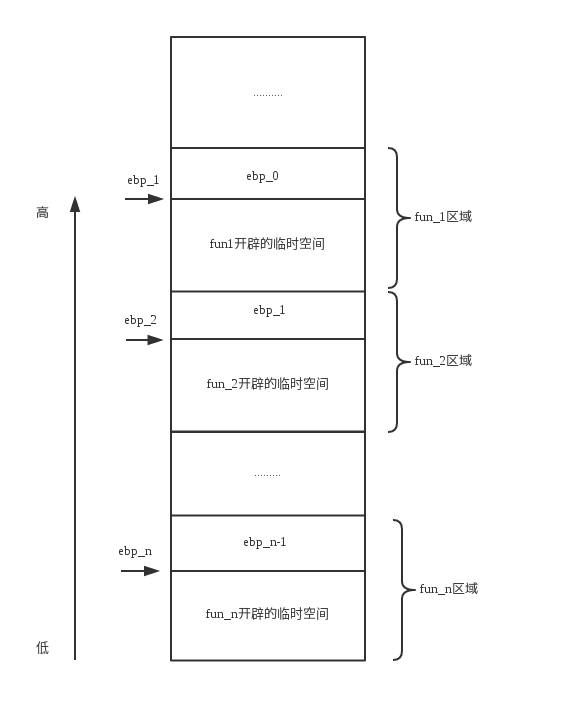 ..........
ebp_1
ebp_0
高
fun_1区域
fun1开辟的临时空间
ebp_2
ebp_1
fun_2区域
fun_2开辟的临时空间
.........
ebp_n
ebp_n-1
fun_n区域
fun_n开辟的临时空间
低